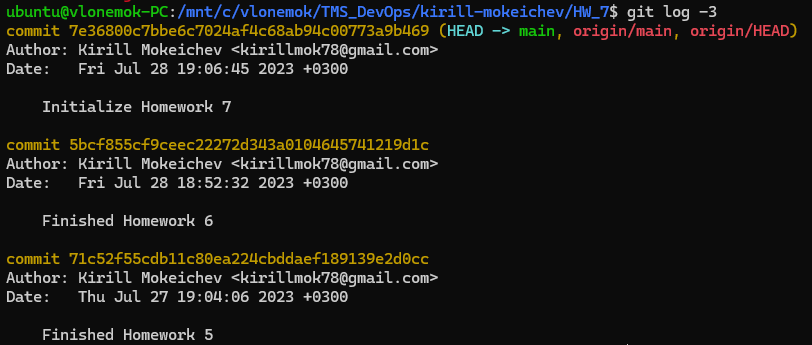 ubuntu@vlonemok-PC:/mnt/c/vlonemok/TMS_DevOps/kirill-mokeichev/HW_7$ git log -3
commit 7e36800c7bbe6c7024af4c68ab94c00773a9b469 (HEAD -> main, origin/main, origin/HEAD)
Author: Kirill Mokeichev <kirillmok78@gmail.com>
Date:   Fri Jul 28 19:06:45 2023 +0300
    Initialize Homework 7
commit 5bcf855cf9ceec22272d343a0104645741219d1c
Author: Kirill Mokeichev <kirillmok78@gmail.com>
Date:   Fri Jul 28 18:52:32 2023 +0300
    Finished Homework 6
commit 71c52f55cdb11c80ea224cbddaef189139e2d0cc
Author: Kirill Mokeichev <kirillmok78@gmail.com>
Date:   Thu Jul 27 19:04:06 2023 +0300
    Finished Homework 5